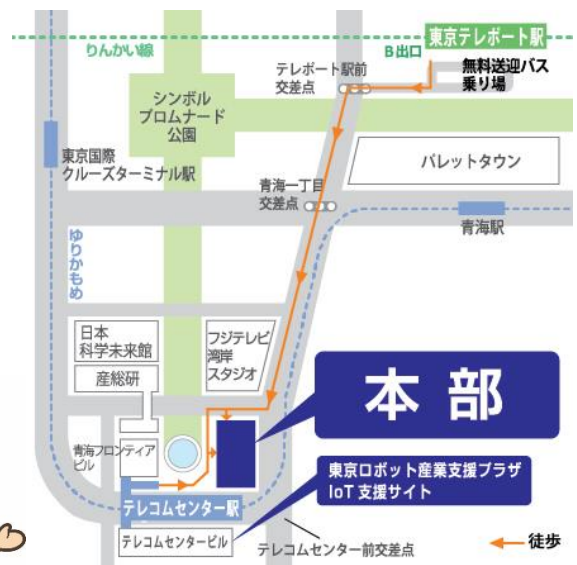 東京テレポート駅
りんかい線
B出口
テレポート駅前
交差点
無料送迎バス
乗り場
シンボル
プロムナード
公園
東京国際
クルーズターミナル駅
パレットタウン
青海一丁目
交差点
青海駅
ゆりかもめ
日本
科学未来館
フジテレビ
湾岸
スタジオ
産総研
本部
青海フロンティア
ビル
東京ロボット産業支援プラザ
IoT 支援サイト
テレコムセンター駅
テレコムセンタービル
テレコムセンター前交差点
徒歩